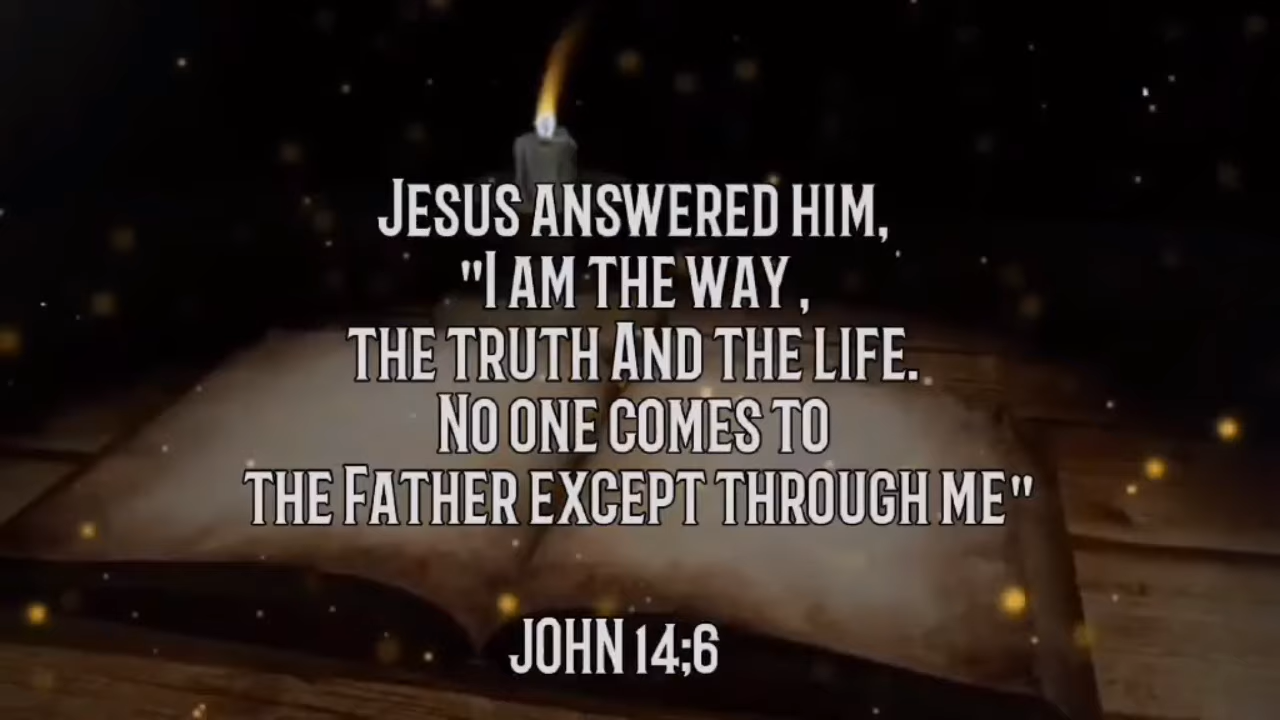 Jesus answered him,
"I am the way ,
the truth And the life.
No one comes to
the Father except through me"
JOHN 14;6